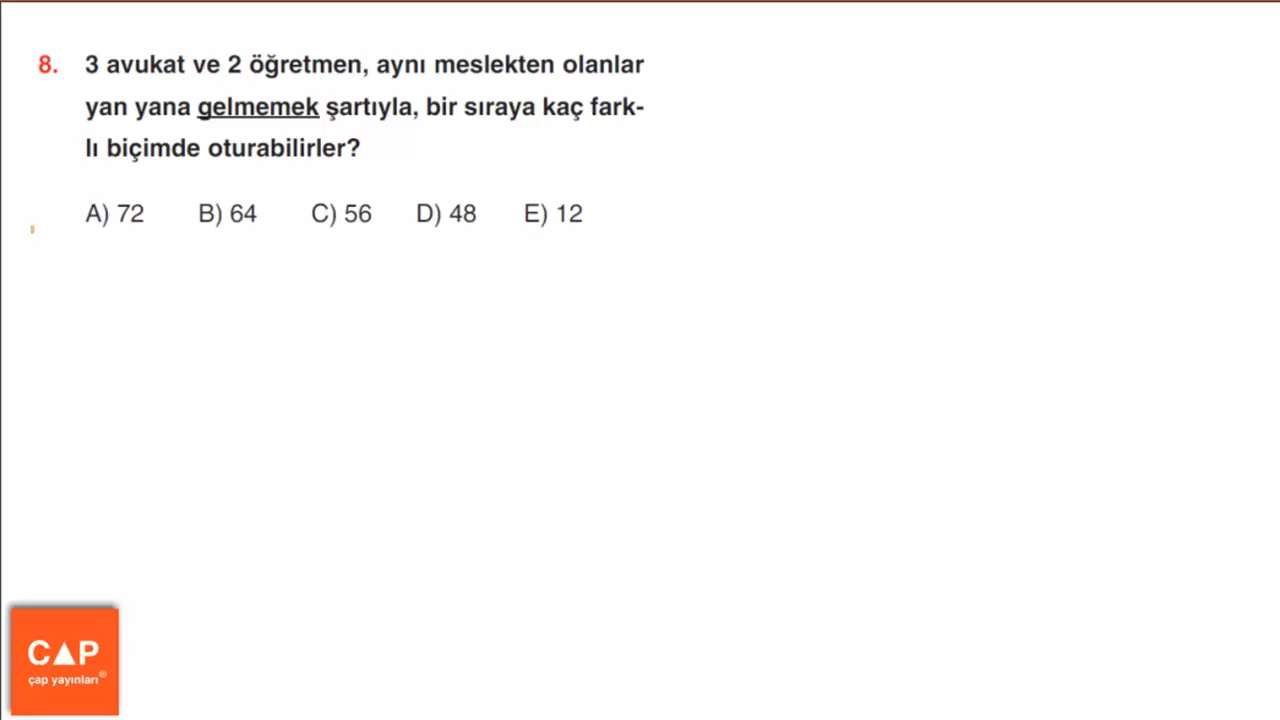 8. 3 avukat ve 2 öğretmen, aynı meslekten olanlar
yan yana gelmemek şartıyla, bir sıraya kaç fark-
lı biçimde oturabilirler?
A) 72 B) 64 C) 56 D) 48 E) 12
CAP
çap yayınları®